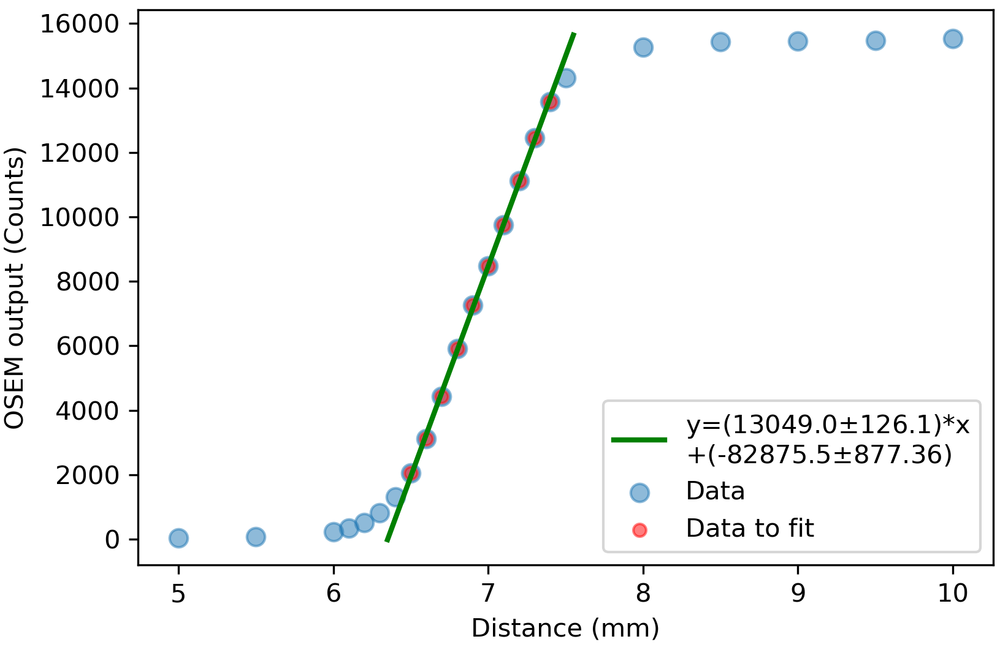 16000
14000
12000
10000
8000
6000
4000
2000
0
OSEM output (Counts)
y=(13049.0±126.1)*x
+(-82875.5±877.36)
Data
Data to fit
5 6 7 8 9 10
Distance (mm)